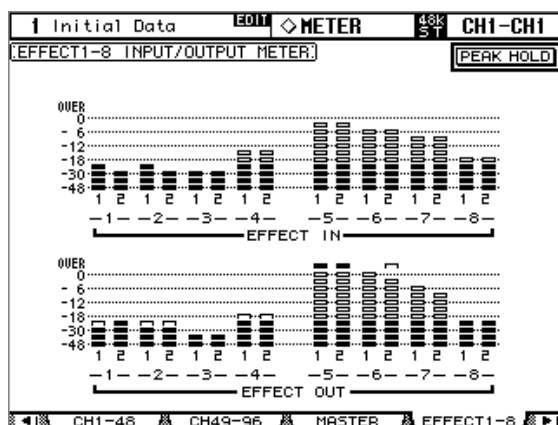 1 Initial Data EDIT ◇METER 48K ST CH1-CH1
EFFECT1-8 INPUT/OUTPUT METER
PEAK HOLD
OVER
0
- 6
-12
-18
-30
-48
1 2 1 2 1 2 1 2 1 2 1 2 1 2 1 2
-1- -2- -3- -4- -5- -6- -7- -8-
EFFECT IN
OVER
0
- 6
-12
-18
-30
-48
1 2 1 2 1 2 1 2 1 2 1 2 1 2 1 2
-1- -2- -3- -4- -5- -6- -7- -8-
EFFECT OUT
CH1-48 CH49-96 MASTER EFFECT1-8